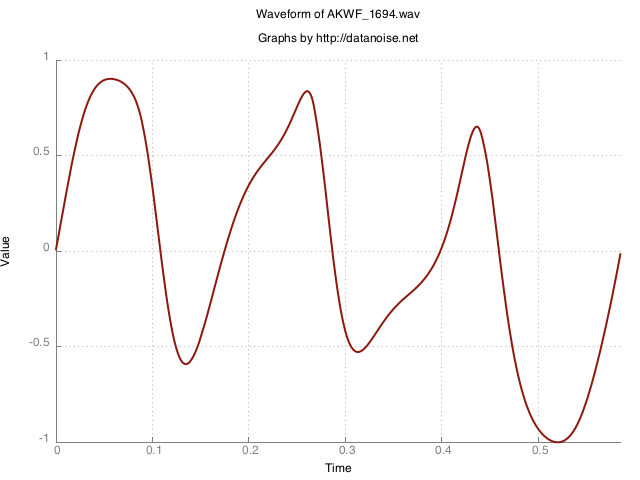 Waveform of AKWF_1694.wav
Graphs by http://datanoise.net
1
0.5
0
-0.5
-1
Value
0 0.1 0.2 0.3 0.4 0.5
Time